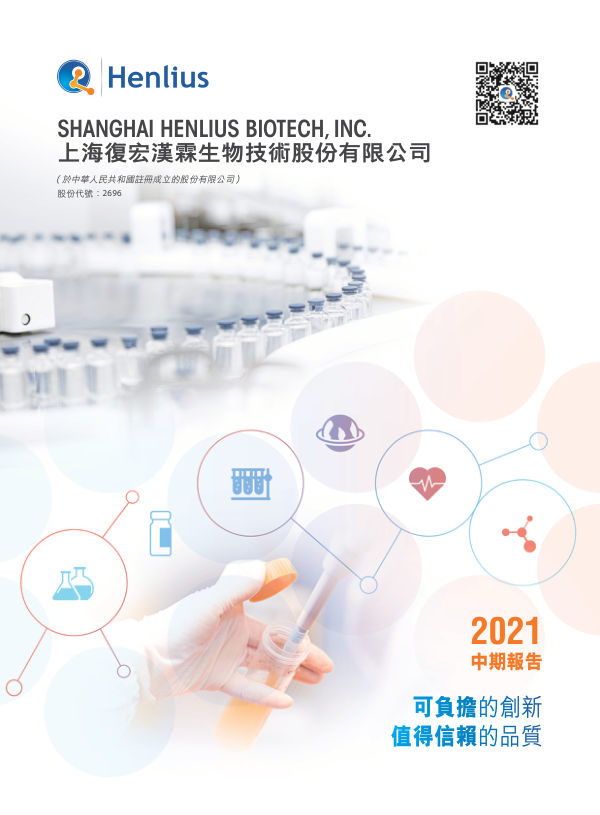 Henlius
SHANGHAI HENLIUS BIOTECH, INC.
上海復宏漢霖生物技術股份有限公司
(於中華人民共和國註冊成立的股份有限公司)
股份代號：2696
2021
中期報告
可負擔的創新
值得信賴的品質